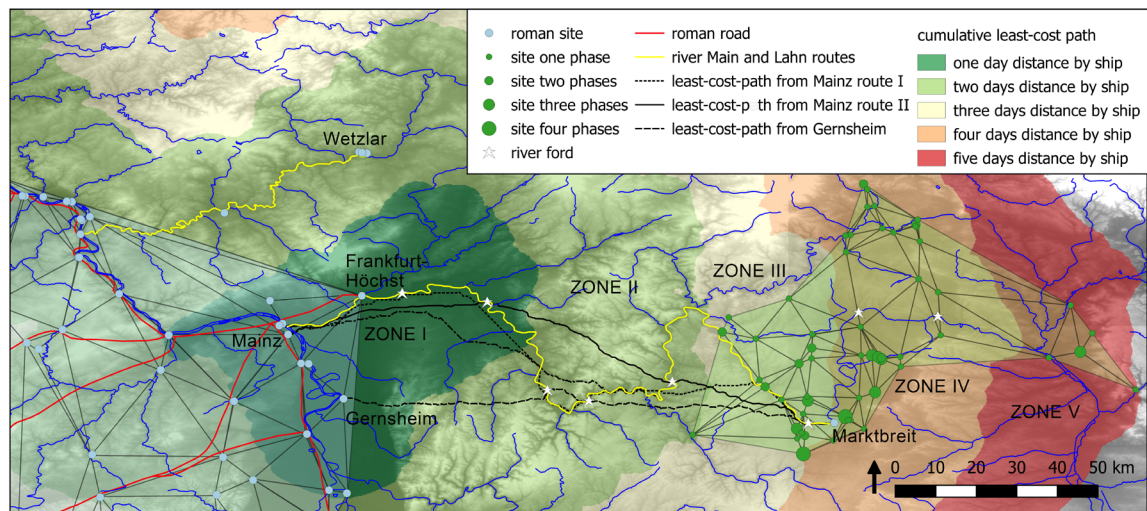 roman site
site one phase
site two phases
site three phases
site four phases
river ford
roman road
river Main and Lahn routes
least-cost-path from Mainz route I
least-cost-p th from Mainz route II
least-cost-path from Gernsheim
cumulative least-cost path
one day distance by ship
two days distance by ship
three days distance by ship
four days distance by ship
five days distance by ship
Wetzlar
Frankfurt-
Höchst
ZONE I
ZONE II
ZONE III
Mainz
Gernsheim
ZONE IV
ZONE V
Marktbreit
0 10 20 30 40 50 km